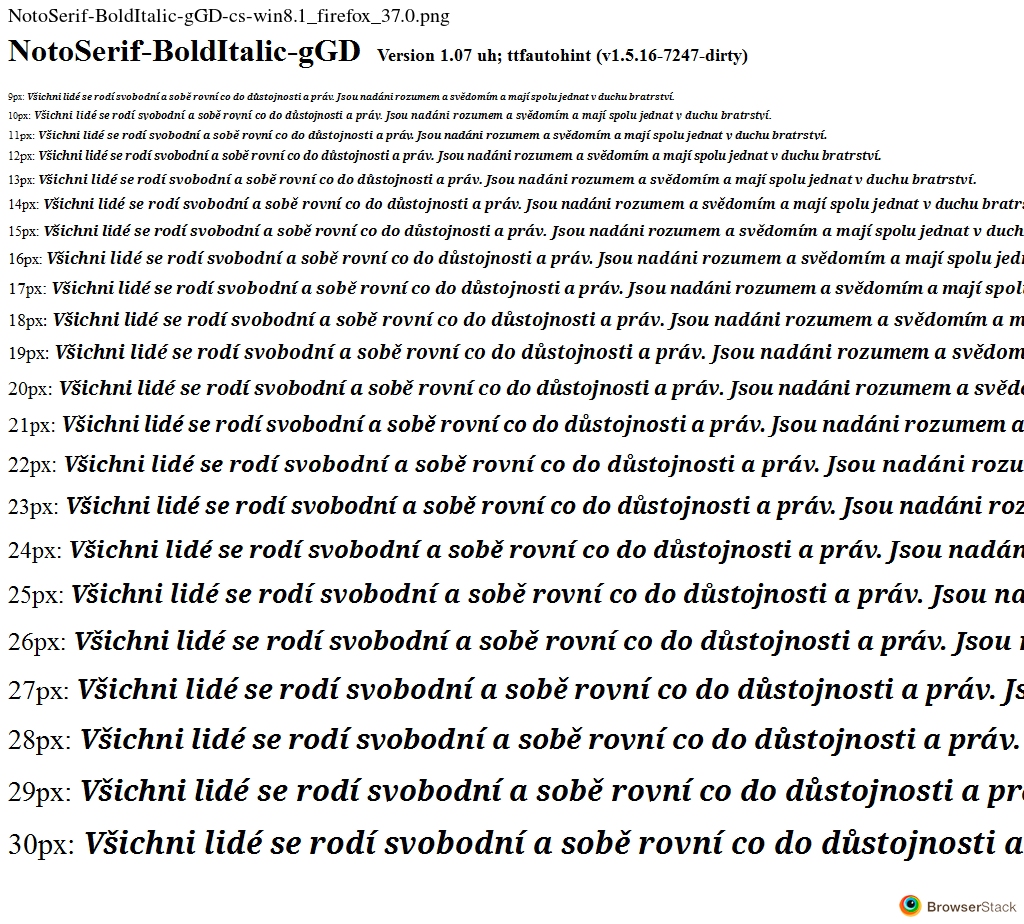 NotoSerif-BoldItalic-gGD-cs-win8.1_firefox_37.0.png
NotoSerif-BoldItalic-gGD Version 1.07 uh; ttfautohint (v1.5.16-7247-dirty)
9px: Všichni lidé se rodí svobodní a sobě rovní co do důstojnosti a práv. Jsou nadáni rozumem a svědomím a mají spolu jednat v duchu bratrství.
10px: Všichni lidé se rodí svobodní a sobě rovní co do důstojnosti a práv. Jsou nadáni rozumem a svědomím a mají spolu jednat v duchu bratrství.
11px: Všichni lidé se rodí svobodní a sobě rovní co do důstojnosti a práv. Jsou nadáni rozumem a svědomím a mají spolu jednat v duchu bratrství.
12px: Všichni lidé se rodí svobodní a sobě rovní co do důstojnosti a práv. Jsou nadáni rozumem a svědomím a mají spolu jednat v duchu bratrství.
13px: Všichni lidé se rodí svobodní a sobě rovní co do důstojnosti a práv. Jsou nadáni rozumem a svědomím a mají spolu jednat v duchu bratrství.
14px: Všichni lidé se rodí svobodní a sobě rovní co do důstojnosti a práv. Jsou nadáni rozumem a svědomím a mají spolu jednat v duchu bratrs
15px: Všichni lidé se rodí svobodní a sobě rovní co do důstojnosti a práv. Jsou nadáni rozumem a svědomím a mají spolu jednat v duch
16px: Všichni lidé se rodí svobodní a sobě rovní co do důstojnosti a práv. Jsou nadáni rozumem a svědomím a mají spolu jedn
17px: Všichni lidé se rodí svobodní a sobě rovní co do důstojnosti a práv. Jsou nadáni rozumem a svědomím a mají spolu
18px: Všichni lidé se rodí svobodní a sobě rovní co do důstojnosti a práv. Jsou nadáni rozumem a svědomím a m
19px: Všichni lidé se rodí svobodní a sobě rovní co do důstojnosti a práv. Jsou nadáni rozumem a svědom
20px: Všichni lidé se rodí svobodní a sobě rovní co do důstojnosti a práv. Jsou nadáni rozumem a svědo
21px: Všichni lidé se rodí svobodní a sobě rovní co do důstojnosti a práv. Jsou nadáni rozumem a
22px: Všichni lidé se rodí svobodní a sobě rovní co do důstojnosti a práv. Jsou nadáni rozu
23px: Všichni lidé se rodí svobodní a sobě rovní co do důstojnosti a práv. Jsou nadáni roz
24px: Všichni lidé se rodí svobodní a sobě rovní co do důstojnosti a práv. Jsou nadán
25px: Všichni lidé se rodí svobodní a sobě rovní co do důstojnosti a práv. Jsou na
26px: Všichni lidé se rodí svobodní a sobě rovní co do důstojnosti a práv. Jsou
27px: Všichni lidé se rodí svobodní a sobě rovní co do důstojnosti a práv. Js
28px: Všichni lidé se rodí svobodní a sobě rovní co do důstojnosti a práv.
29px: Všichni lidé se rodí svobodní a sobě rovní co do důstojnosti a prá
30px: Všichni lidé se rodí svobodní a sobě rovní co do důstojnosti a
BrowserStack